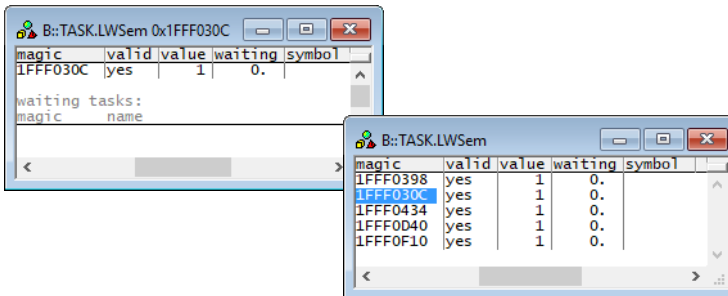 B::TASK.LWSem 0x1FFF030C
magic valid value waiting symbol
1FFF030C yes 1 0.
waiting tasks:
magic name
B::TASK.LWSem
magic valid value waiting symbol
1FFF0398 yes 1 0.
1FFF030C yes 1 0.
1FFF0434 yes 1 0.
1FFF0D40 yes 1 0.
1FFF0F10 yes 1 0.